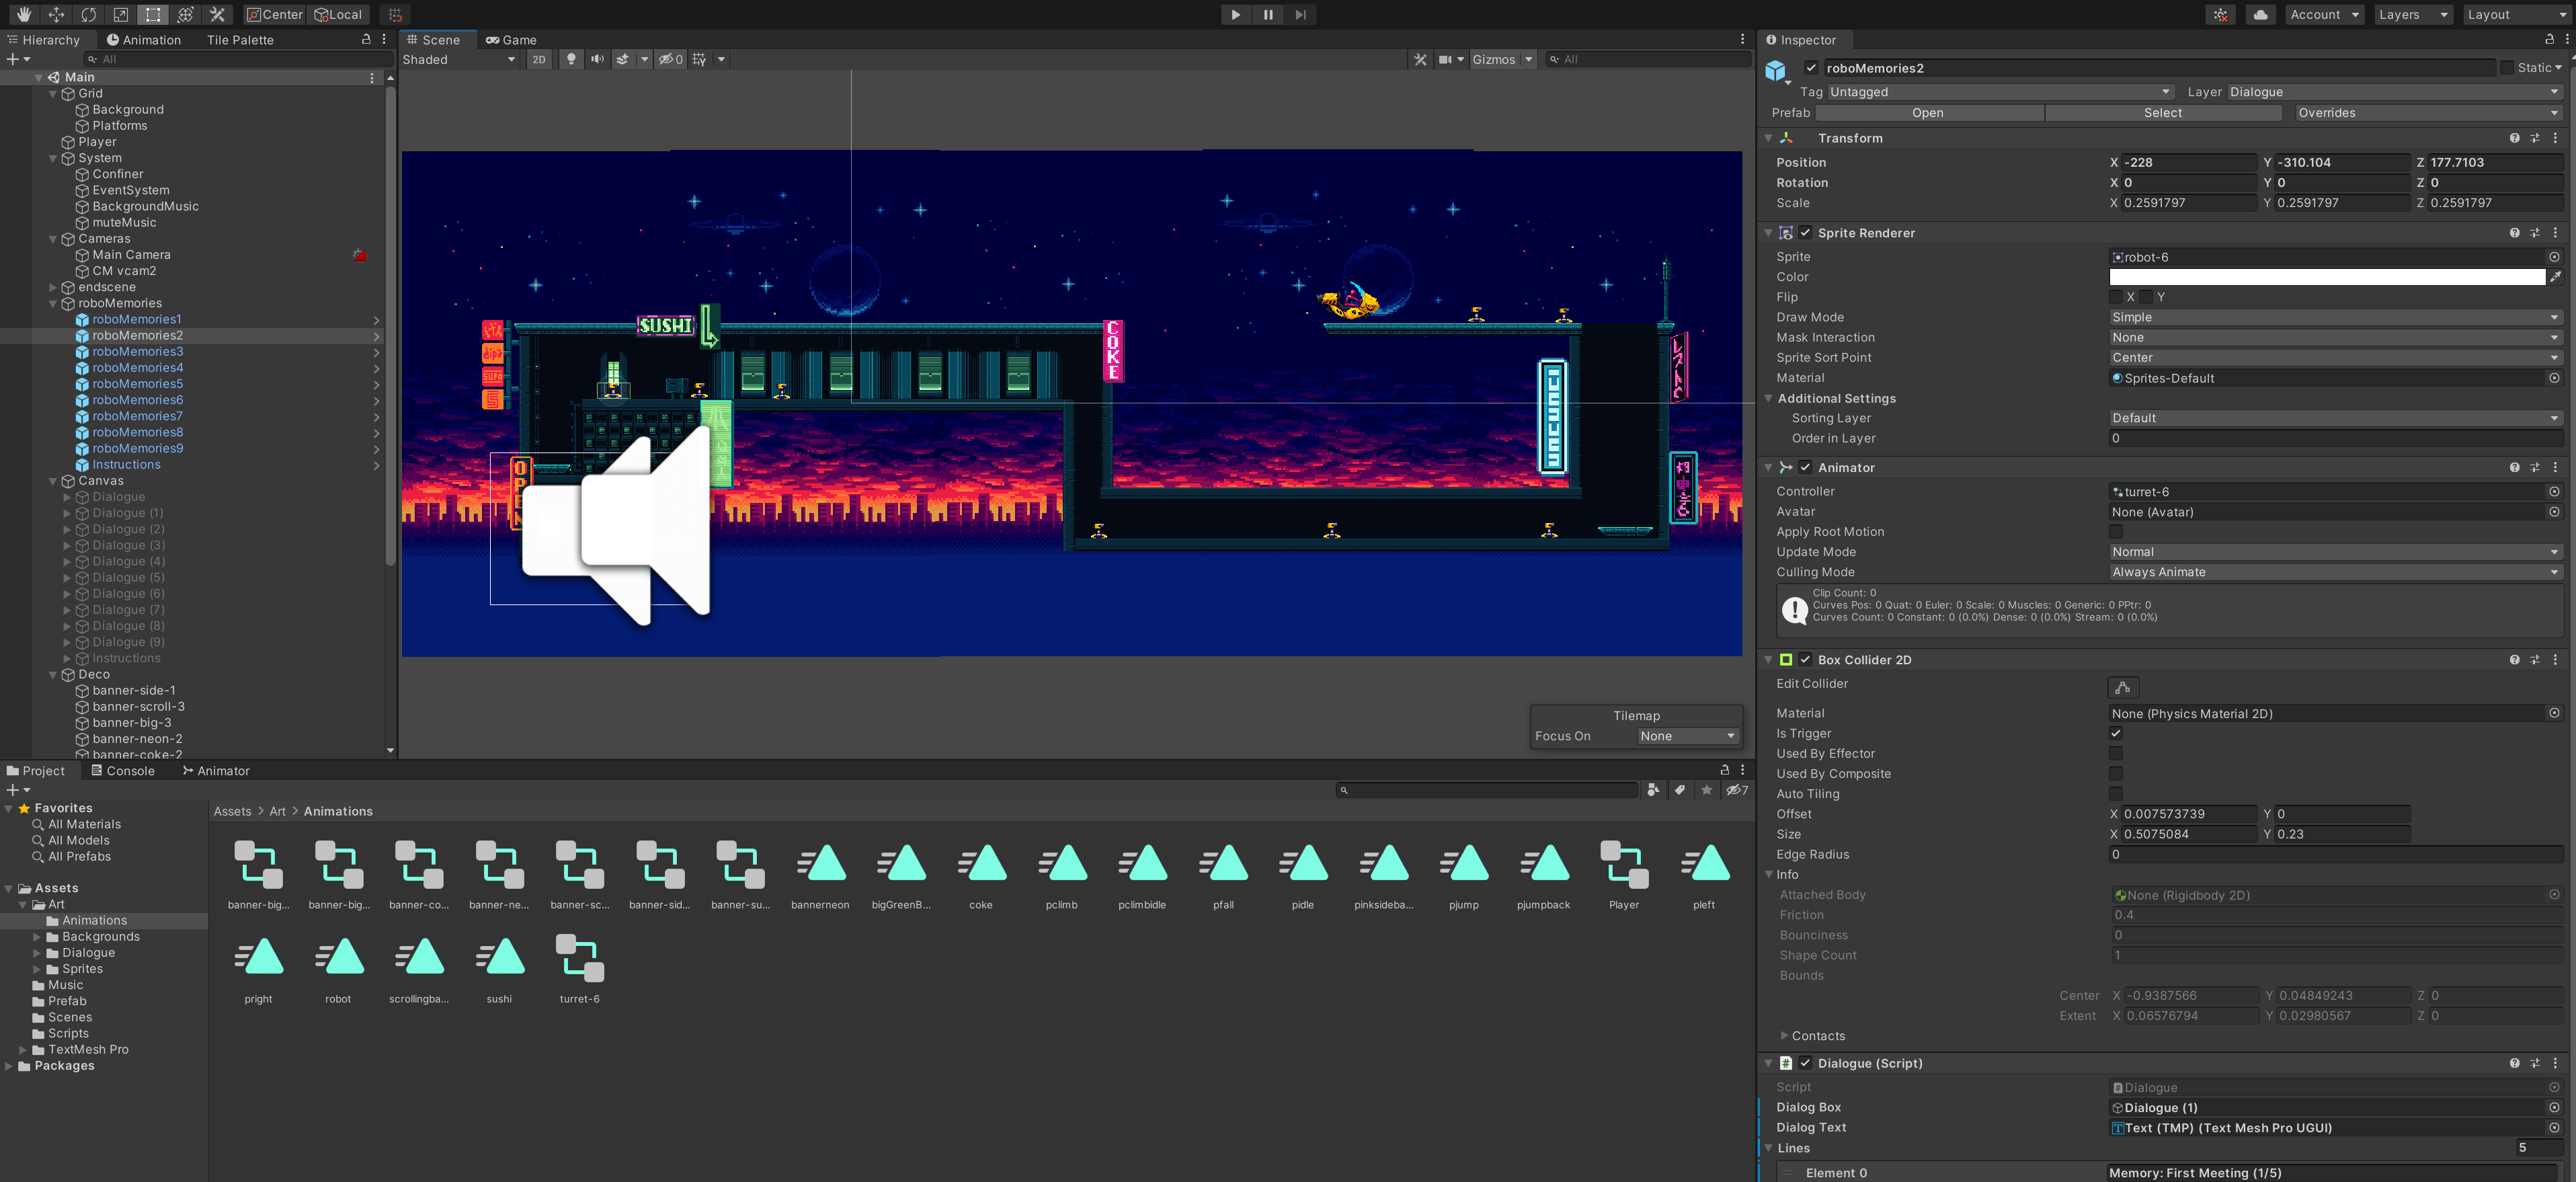 Center
Local
Account
Layers
Layout
Hierarchy
Animation
Tile Palette
All
Main
Grid
Background
Platforms
Player
System
Confiner
EventSystem
BackgroundMusic
muteMusic
Cameras
Main Camera
CM vcam2
endscene
roboMemories
roboMemories1
roboMemories2
roboMemories3
roboMemories4
roboMemories5
roboMemories6
roboMemories7
roboMemories8
roboMemories9
Instructions
Canvas
Dialogue
Dialogue (1)
Dialogue (2)
Dialogue (3)
Dialogue (4)
Dialogue (5)
Dialogue (6)
Dialogue (7)
Dialogue (8)
Dialogue (9)
Instructions
Deco
banner-side-1
banner-scroll-3
banner-big-3
banner-neon-2
banner-coke-2
Scene
Game
Shaded
2D
0
Gizmos
All
SUSHI
COKE
Tilemap
Focus On None
Project
Console
Animator
7
Favorites
All Materials
All Models
All Prefabs
Assets
Art
Animations
Backgrounds
Dialogue
Sprites
Music
Prefab
Scenes
Scripts
TextMesh Pro
Packages
Assets > Art > Animations
banner-big...
banner-big...
banner-co...
banner-ne...
banner-sc...
banner-sid...
banner-su...
bannerneon
bigGreenB...
coke
pclimb
pclimbidle
pfall
pidle
pinksideba...
pjump
pjumpback
Player
pleft
pright
robot
scrollingba...
sushi
turret-6
Inspector
roboMemories2
Static
Tag Untagged Layer Dialogue
Prefab Open Select Overrides
Transform
Position X -228 Y -310.104 Z 177.7103
Rotation X 0 Y 0 Z 0
Scale X 0.2591797 Y 0.2591797 Z 0.2591797
Sprite Renderer
Sprite robot-6
Color
Flip X Y
Draw Mode Simple
Mask Interaction None
Sprite Sort Point Center
Material Sprites-Default
Additional Settings
Sorting Layer Default
Order in Layer 0
Animator
Controller turret-6
Avatar None (Avatar)
Apply Root Motion
Update Mode Normal
Culling Mode Always Animate
Clip Count: 0
Curves Pos: 0 Quat: 0 Euler: 0 Scale: 0 Muscles: 0 Generic: 0 PPtr: 0
Curves Count: 0 Constant: 0 (0.0%) Dense: 0 (0.0%) Stream: 0 (0.0%)
Box Collider 2D
Edit Collider
Material None (Physics Material 2D)
Is Trigger
Used By Effector
Used By Composite
Auto Tiling
Offset X 0.007573739 Y 0
Size X 0.5075084 Y 0.23
Edge Radius 0
Info
Attached Body None (Rigidbody 2D)
Friction 0.4
Bounciness 0
Shape Count 1
Bounds
Center X -0.9387566 Y 0.04849243 Z 0
Extent X 0.06576794 Y 0.02980567 Z 0
Contacts
Dialogue (Script)
Script Dialogue
Dialog Box Dialogue (1)
Dialog Text Text (TMP) (Text Mesh Pro UGUI)
Lines 5
Element 0 Memory: First Meeting (1/5)